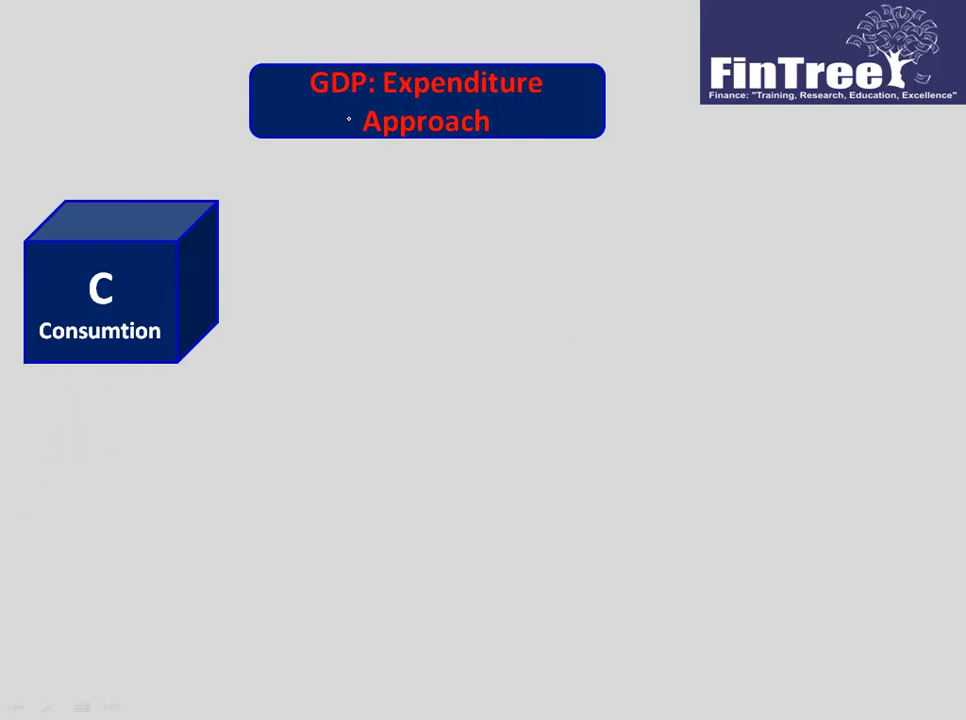 GDP: Expenditure
Approach
FinTree
Finance: "Training, Research, Education, Excellence"
C
Consumtion